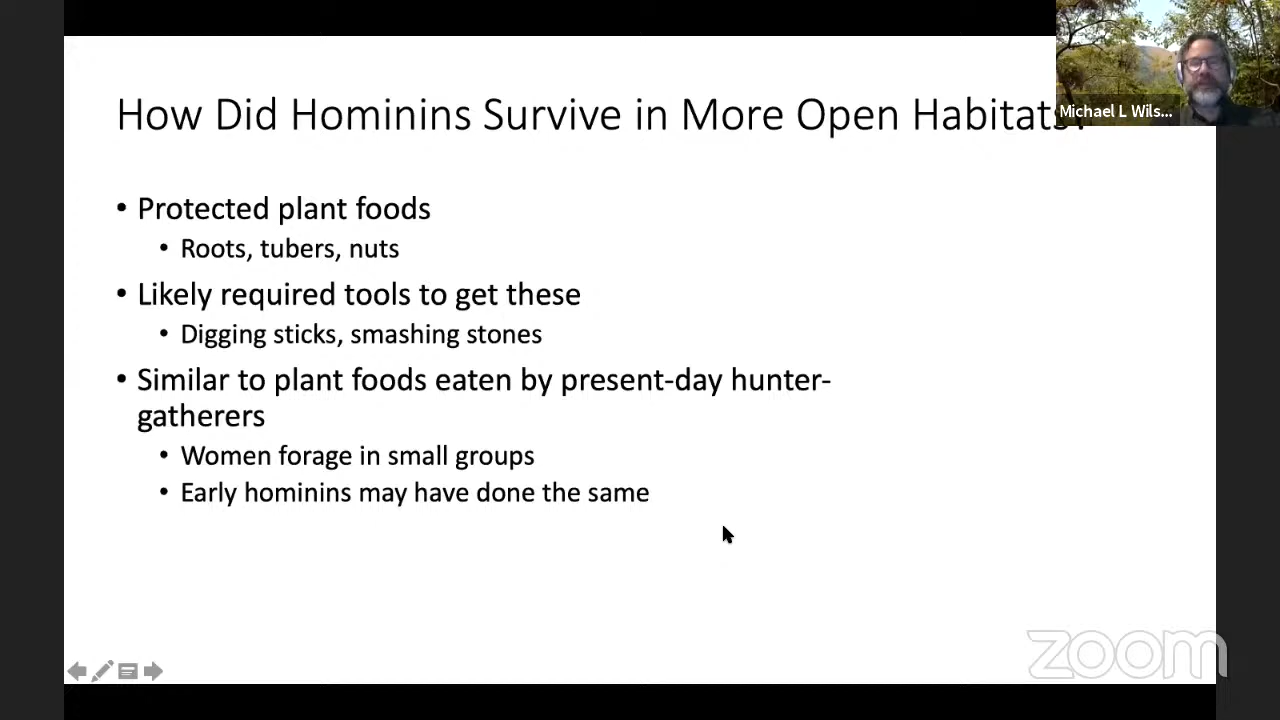 How Did Hominins Survive in More Open Habitats?
Michael L Wils...
• Protected plant foods
• Roots, tubers, nuts
• Likely required tools to get these
• Digging sticks, smashing stones
• Similar to plant foods eaten by present-day hunter-
gatherers
• Women forage in small groups
• Early hominins may have done the same
zoom